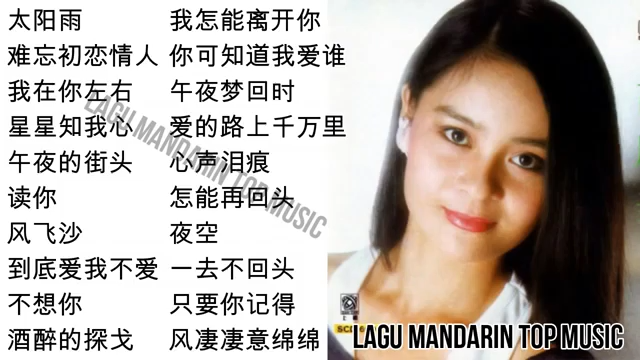 太阳雨 我怎能离开你
难忘初恋情人 你可知道我爱谁
我在你左右 午夜梦回时
星星知我心 爱的路上千万里
午夜的街头 心声泪痕
读你 怎能再回头
风飞沙 夜空
到底爱我不爱 一去不回头
不想你 只要你记得
酒醉的探戈 风凄凄意绵绵
LAGU MANDARIN TOP MUSIC
LAGU MANDARIN TOP MUSIC